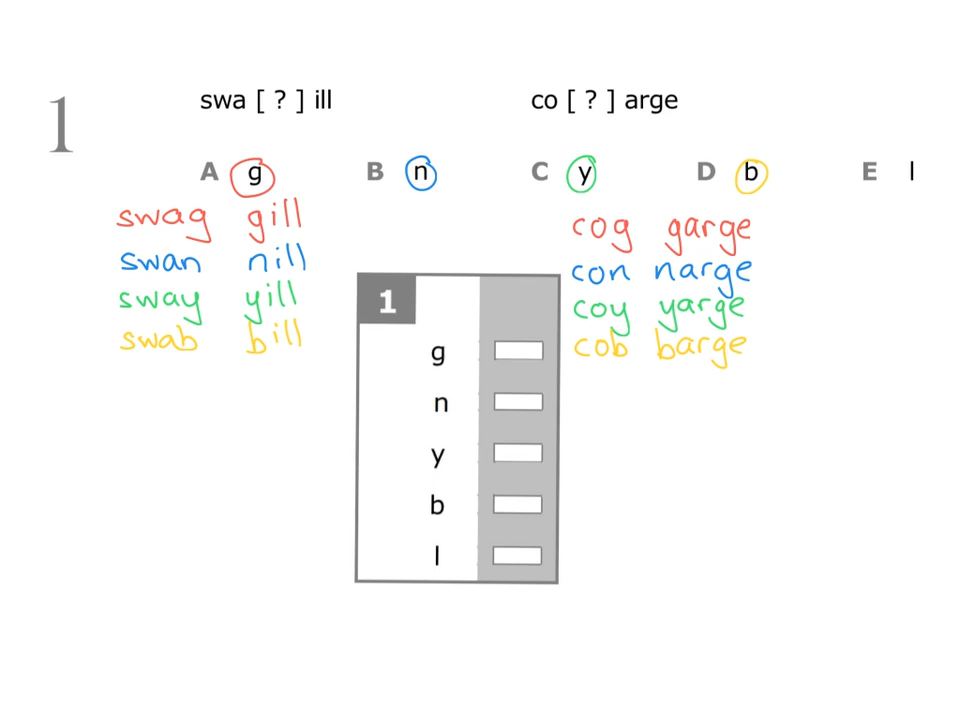 1
swa [ ? ] ill co [ ? ] arge
A g B n C y D b E l
swag gill cog garge
swan nill con narge
sway yill coy yarge
swab bill cob barge
1
g
n
y
b
l